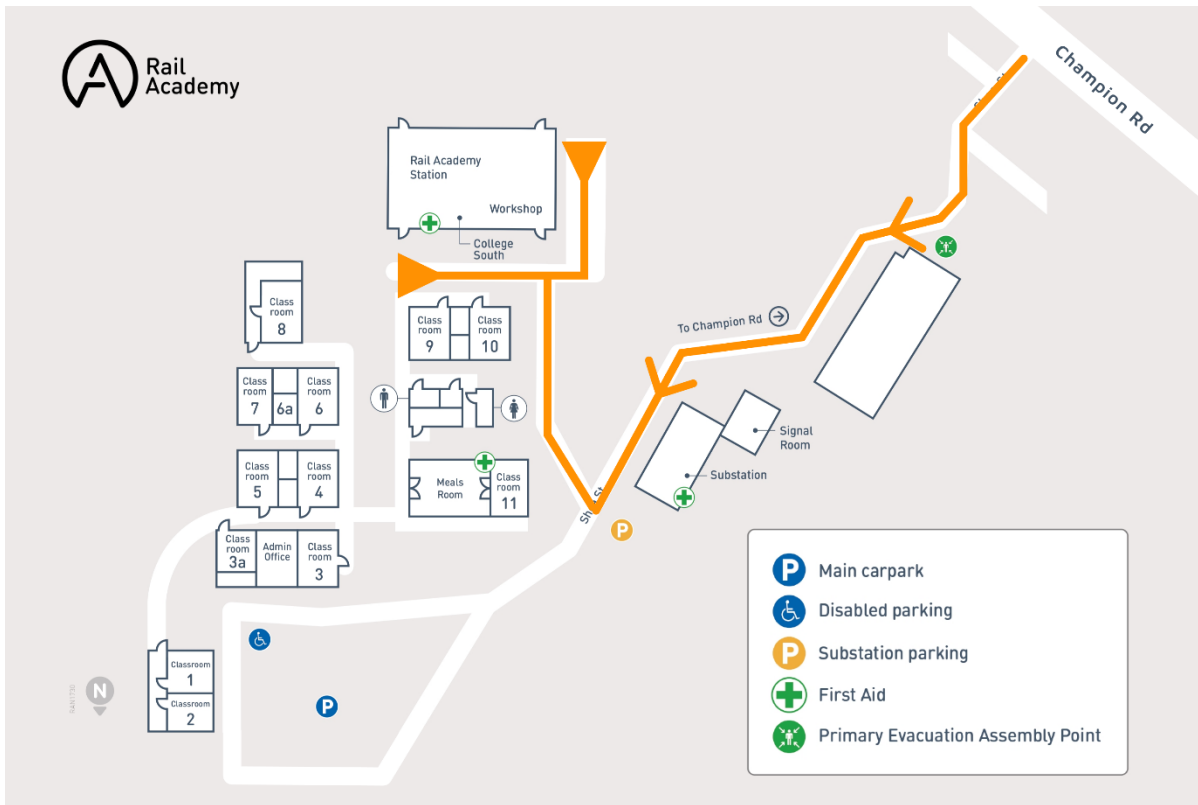 Rail
Academy
Champion Rd
Rail Academy
Station
Workshop
College
South
Class
room
8
Class
room
9
Class
room
10
To Champion Rd
Class
room
7
6a
Class
room
6
Signal
Room
Substation
Class
room
5
Class
room
4
Meals
Room
Class
room
11
P
Class
room
3a
Admin
Office
Class
room
3
P
Main carpark
Disabled parking
P
Substation parking
First Aid
Primary Evacuation Assembly Point
Classroom
1
Classroom
2
N
P